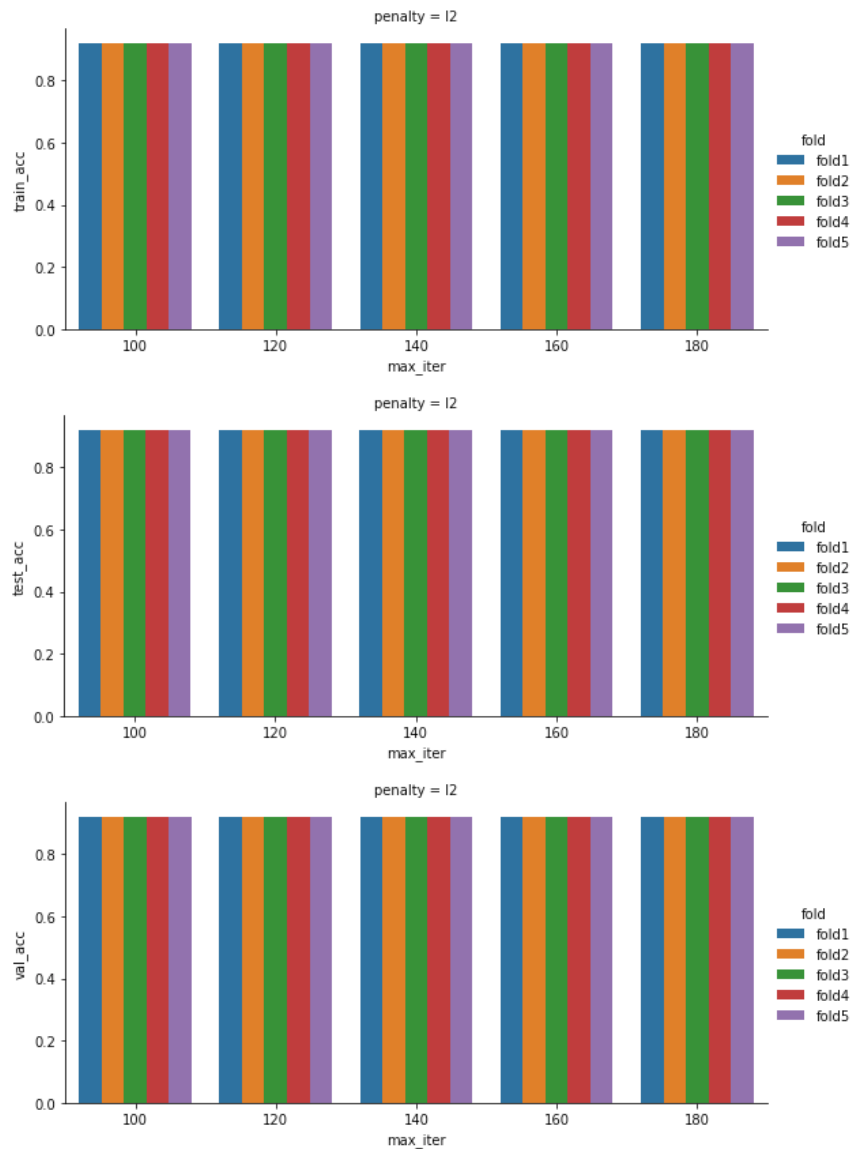 penalty = l2
0.8
0.6
0.4
0.2
0.0
train_acc
100 120 140 160 180
max_iter
fold
fold1
fold2
fold3
fold4
fold5
penalty = l2
0.8
0.6
0.4
0.2
0.0
test_acc
100 120 140 160 180
max_iter
fold
fold1
fold2
fold3
fold4
fold5
penalty = l2
0.8
0.6
0.4
0.2
0.0
val_acc
100 120 140 160 180
max_iter
fold
fold1
fold2
fold3
fold4
fold5